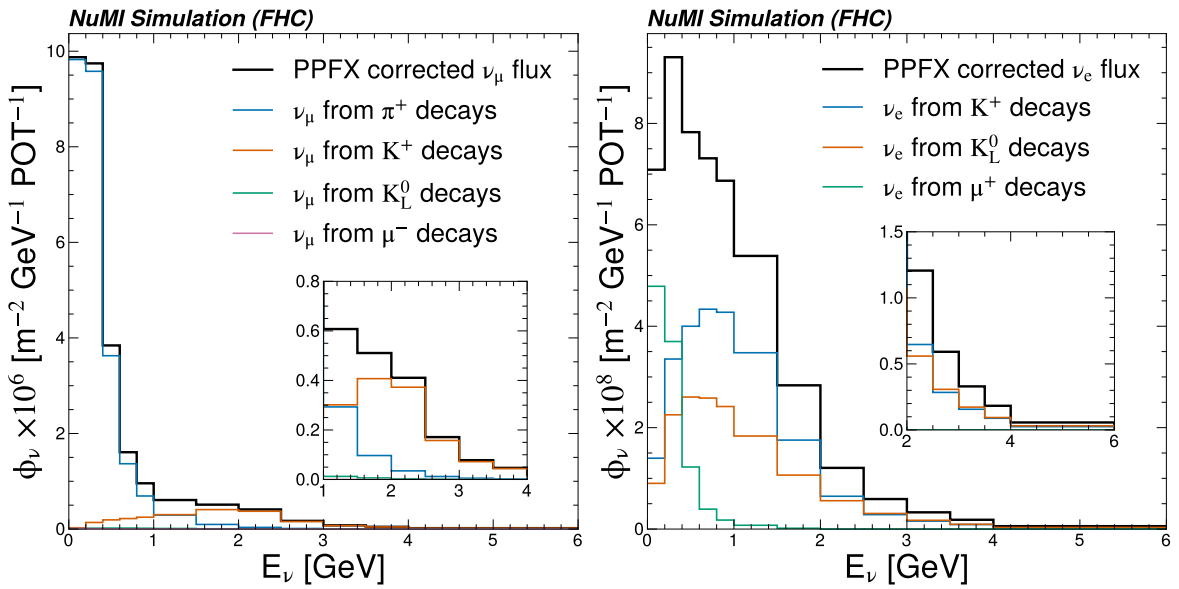 NuMI Simulation (FHC)
ϕν ×10⁶ [m⁻² GeV⁻¹ POT⁻¹]
10
8
6
4
2
0
PPFX corrected νμ flux
νμ from π⁺ decays
νμ from K⁺ decays
νμ from K⁰L decays
νμ from μ⁻ decays
0.8
0.6
0.4
0.2
0.0
1 2 3 4
0 1 2 3 4 5 6
Eν [GeV]
NuMI Simulation (FHC)
ϕν ×10⁸ [m⁻² GeV⁻¹ POT⁻¹]
8
6
4
2
0
PPFX corrected νe flux
νe from K⁺ decays
νe from K⁰L decays
νe from μ⁺ decays
1.5
1.0
0.5
0.0
2 4 6
0 1 2 3 4 5 6
Eν [GeV]